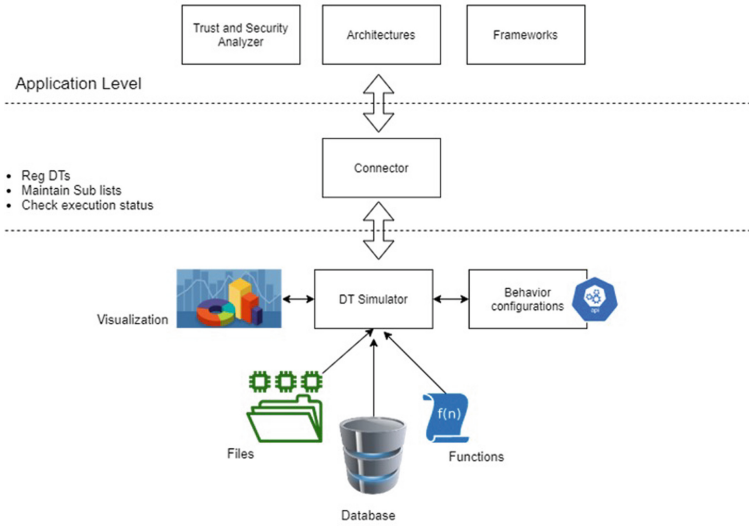 Trust and Security
Analyzer
Architectures
Frameworks
Application Level
Connector
Reg DTs
Maintain Sub lists
Check execution status
Visualization
DT Simulator
Behavior
configurations
api
f(n)
Files
Functions
Database